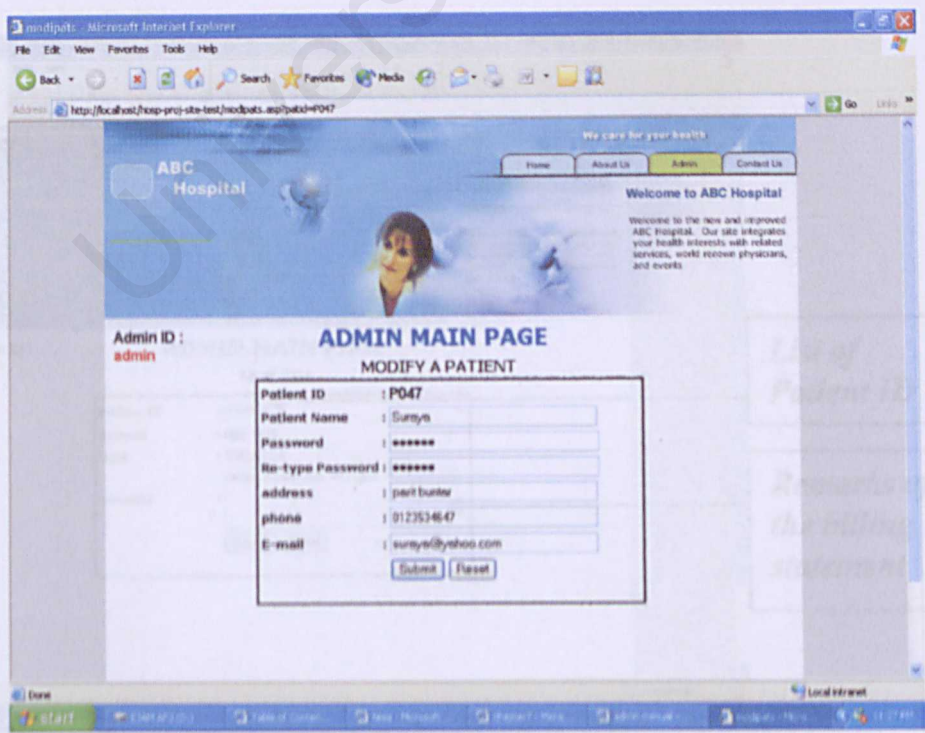 modipats - Microsoft Internet Explorer
File Edit View Favorites Tools Help
Back Search Favorites Media
Address http://localhost/hosp-proj-site-test/modipats.asp?patid=P047 Go Links »
We care for your health
Home About Us Admin Contact Us
ABC
Hospital
Welcome to ABC Hospital
Welcome to the new and improved
ABC Hospital. Our site integrates
your health interests with related
services, world renown physicians,
and events
Admin ID :
admin
ADMIN MAIN PAGE
MODIFY A PATIENT
Patient ID : P047
Patient Name : Suraya
Password : ●●●●●●
Re-type Password : ●●●●●●
address : parit bunter
phone : 0123534647
E-mail : suraya@yahoo.com
Submit Reset
List of
Patient ID
Remarks
the billing
statement
Done Local intranet
start